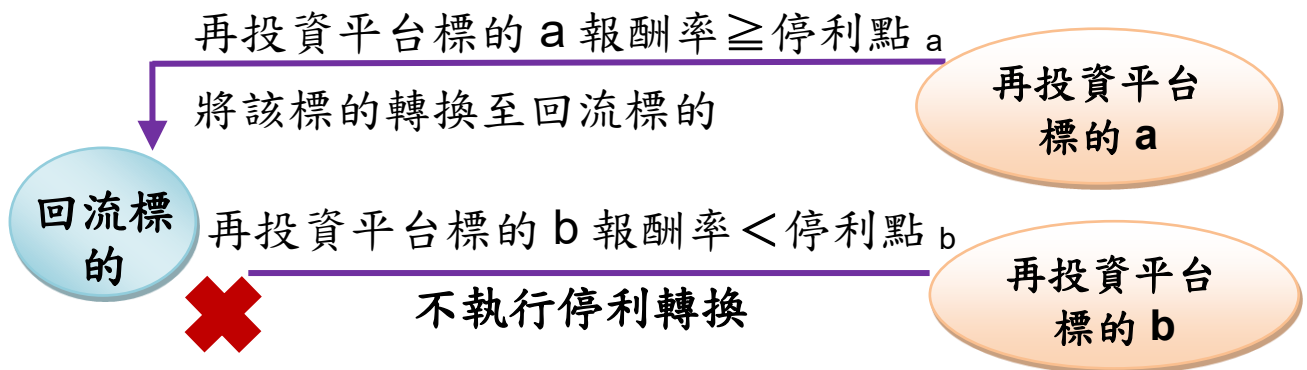 再投資平台標的 a 報酬率≧停利點 a
將該標的轉換至回流標的
再投資平台
標的 a
回流標
的
再投資平台標的 b 報酬率＜停利點 b
不執行停利轉換
再投資平台
標的 b